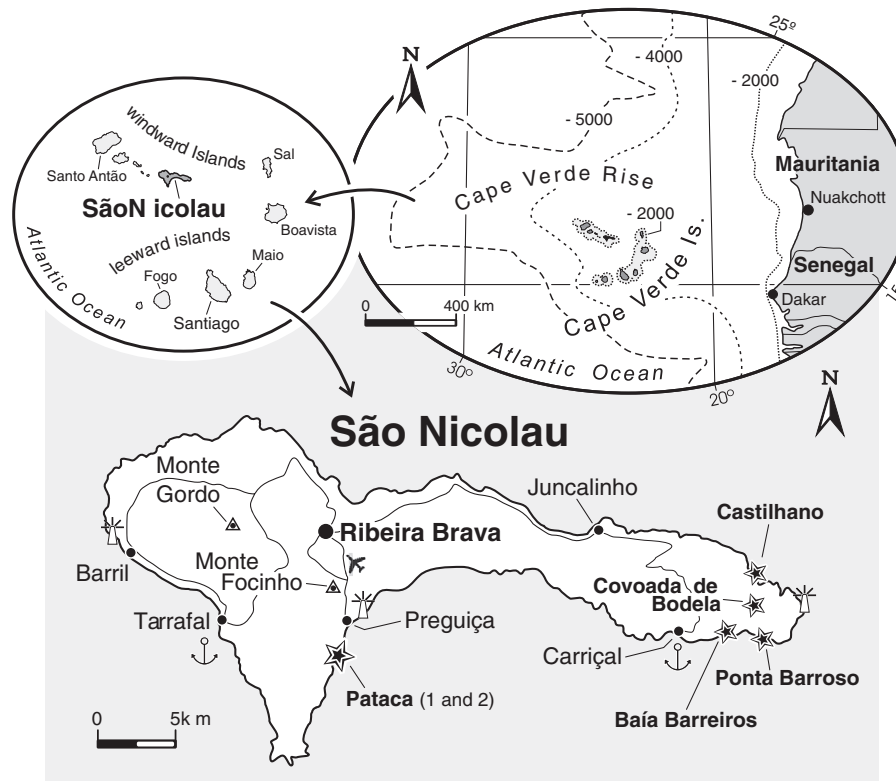 windward Islands
Santo Antão
Sal
SãoN icolau
Boavista
leeward islands
Maio
Fogo
Santiago
Atlantic Ocean
N
25º
- 4000
- 2000
- 5000
Mauritania
Cape Verde Rise
Nuakchott
- 2000
Senegal
Cape Verde Is.
15º
Dakar
0 400 km
Atlantic Ocean
30º
20º
N
São Nicolau
Monte
Gordo
Juncalinho
Castilhano
Ribeira Brava
Barril
Monte
Focinho
Covoada de
Bodela
Tarrafal
Preguiça
Carriçal
Ponta Barroso
Pataca (1 and 2)
Baía Barreiros
0 5k m